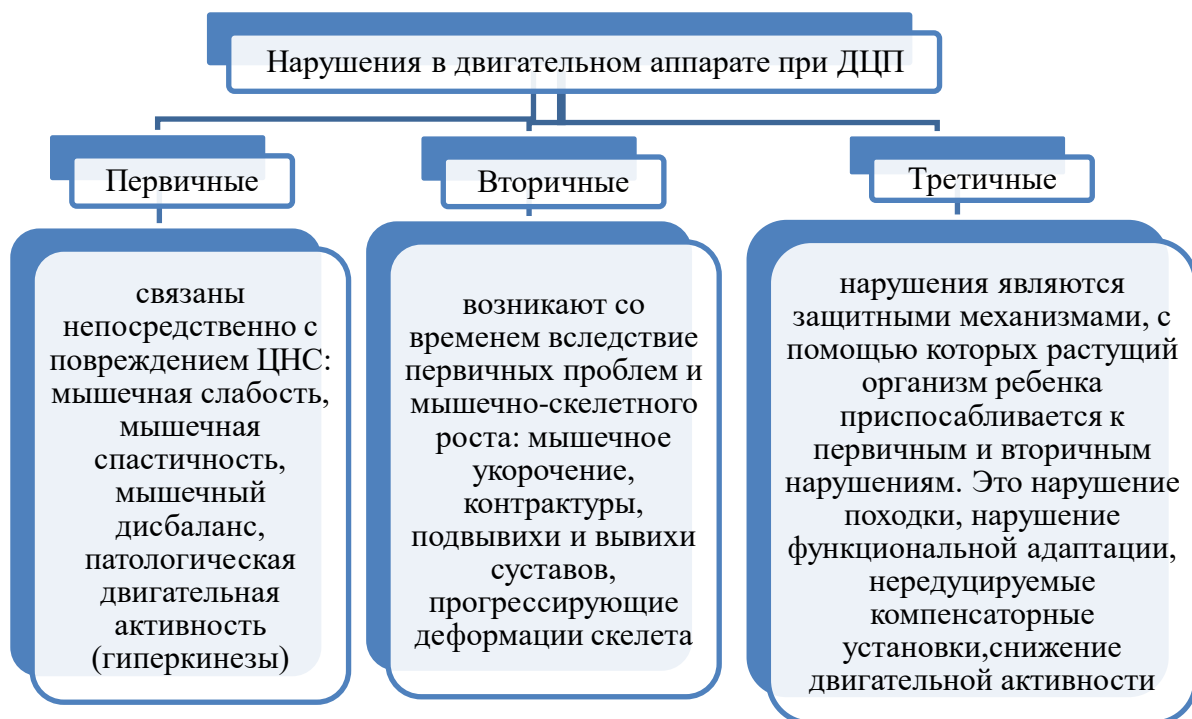 Нарушения в двигательном аппарате при ДЦП
Первичные
связаны
непосредственно с
повреждением ЦНС:
мышечная слабость,
мышечная
спастичность,
мышечный
дисбаланс,
патологическая
двигательная
активность
(гиперкинезы)
Вторичные
возникают со
временем вследствие
первичных проблем и
мышечно-скелетного
роста: мышечное
укорочение,
контрактуры,
подвывихи и вывихи
суставов,
прогрессирующие
деформации скелета
Третичные
нарушения являются
защитными механизмами, с
помощью которых растущий
организм ребенка
приспосабливается к
первичным и вторичным
нарушениям. Это нарушение
походки, нарушение
функциональной адаптации,
нередуцируемые
компенсаторные
установки,снижение
двигательной активности